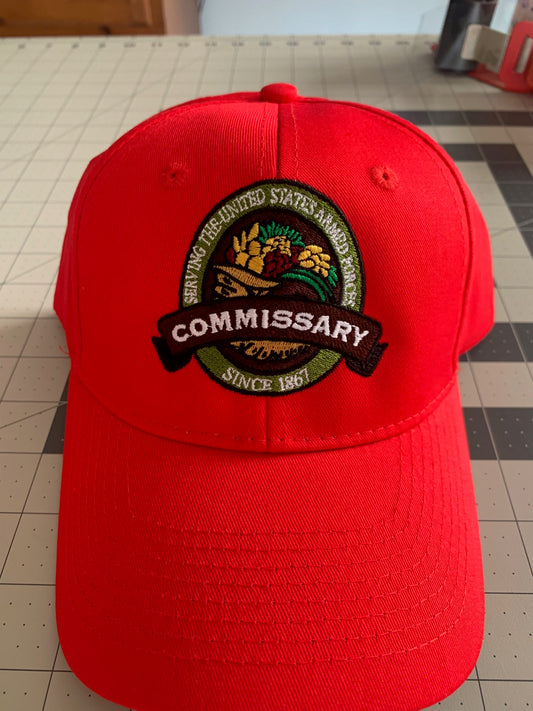 SERVING THE UNITED STATES ARMED FORCES
COMMISSARY
SINCE 1867